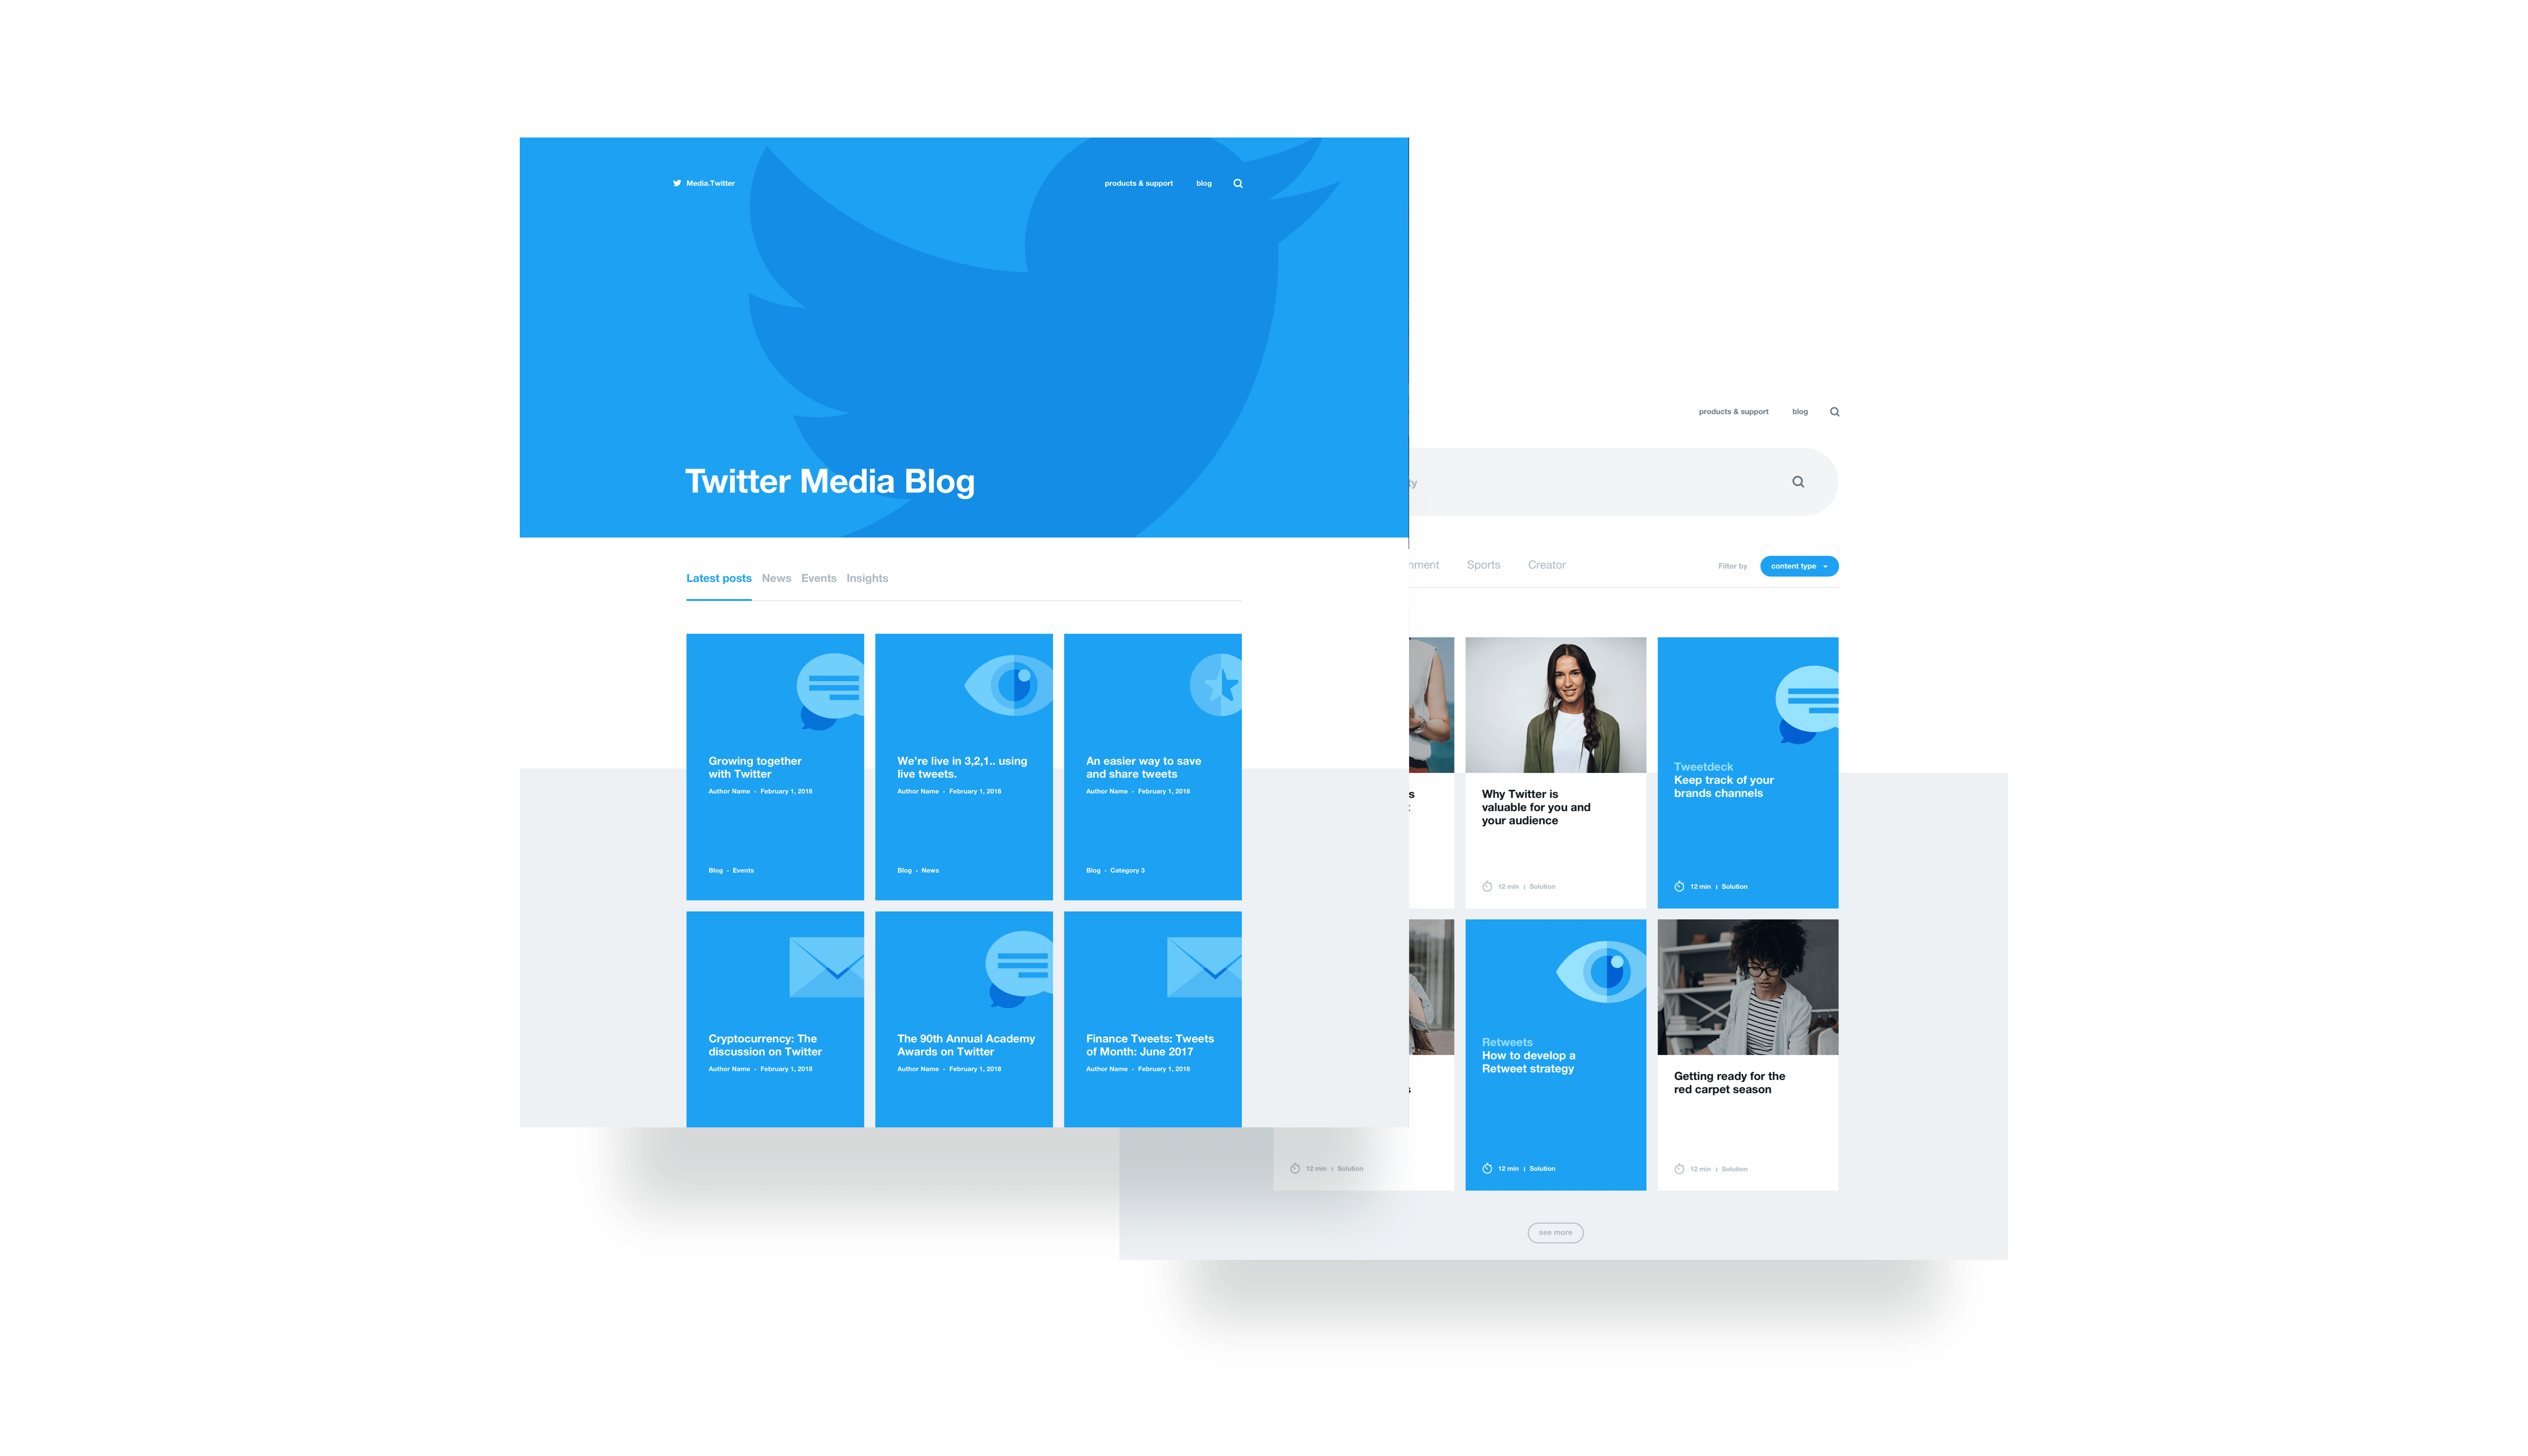 Media.Twitter
products & support
blog
Twitter Media Blog
Latest posts
News
Events
Insights
Growing together
with Twitter
Author Name • February 1, 2018
Blog • Events
We're live in 3,2,1.. using
live tweets.
Author Name • February 1, 2018
Blog • News
An easier way to save
and share tweets
Author Name • February 1, 2018
Blog • Category 3
Cryptocurrency: The
discussion on Twitter
Author Name • February 1, 2018
The 90th Annual Academy
Awards on Twitter
Author Name • February 1, 2018
Finance Tweets: Tweets
of Month: June 2017
Author Name • February 1, 2018
products & support
blog
Sports
Creator
Filter by
content type
Why Twitter is
valuable for you and
your audience
12 min | Solution
Tweetdeck
Keep track of your
brands channels
12 min | Solution
12 min | Solution
Retweets
How to develop a
Retweet strategy
12 min | Solution
Getting ready for the
red carpet season
12 min | Solution
see more